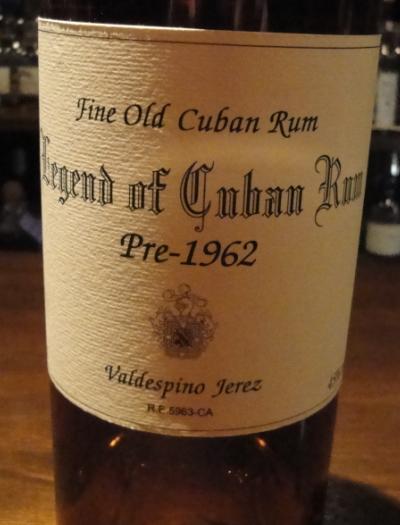 Fine Old Cuban Rum
Legend of Cuban Rum
Pre-1962
Valdespino Jerez
R.E. 5963-CA